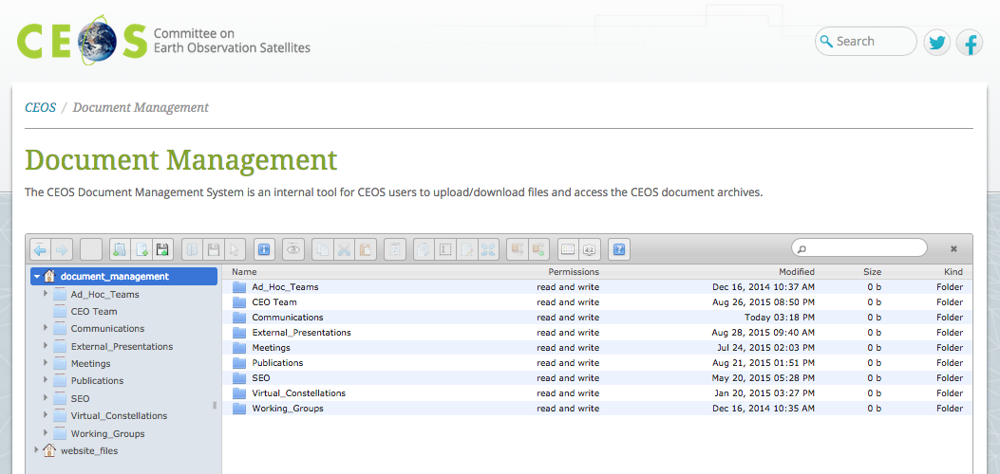 CEOS
Committee on
Earth Observation Satellites
Search
CEOS / Document Management
Document Management
The CEOS Document Management System is an internal tool for CEOS users to upload/download files and access the CEOS document archives.
document_management
Ad_Hoc_Teams
CEO Team
Communications
External_Presentations
Meetings
Publications
SEO
Virtual_Constellations
Working_Groups
website_files
Name Permissions Modified Size Kind
Ad_Hoc_Teams read and write Dec 16, 2014 10:37 AM 0 b Folder
CEO Team read and write Aug 26, 2015 08:50 PM 0 b Folder
Communications read and write Today 03:18 PM 0 b Folder
External_Presentations read and write Aug 28, 2015 09:40 AM 0 b Folder
Meetings read and write Jul 24, 2015 02:03 PM 0 b Folder
Publications read and write Aug 21, 2015 01:51 PM 0 b Folder
SEO read and write May 20, 2015 05:28 PM 0 b Folder
Virtual_Constellations read and write Jan 20, 2015 03:27 PM 0 b Folder
Working_Groups read and write Dec 16, 2014 10:35 AM 0 b Folder